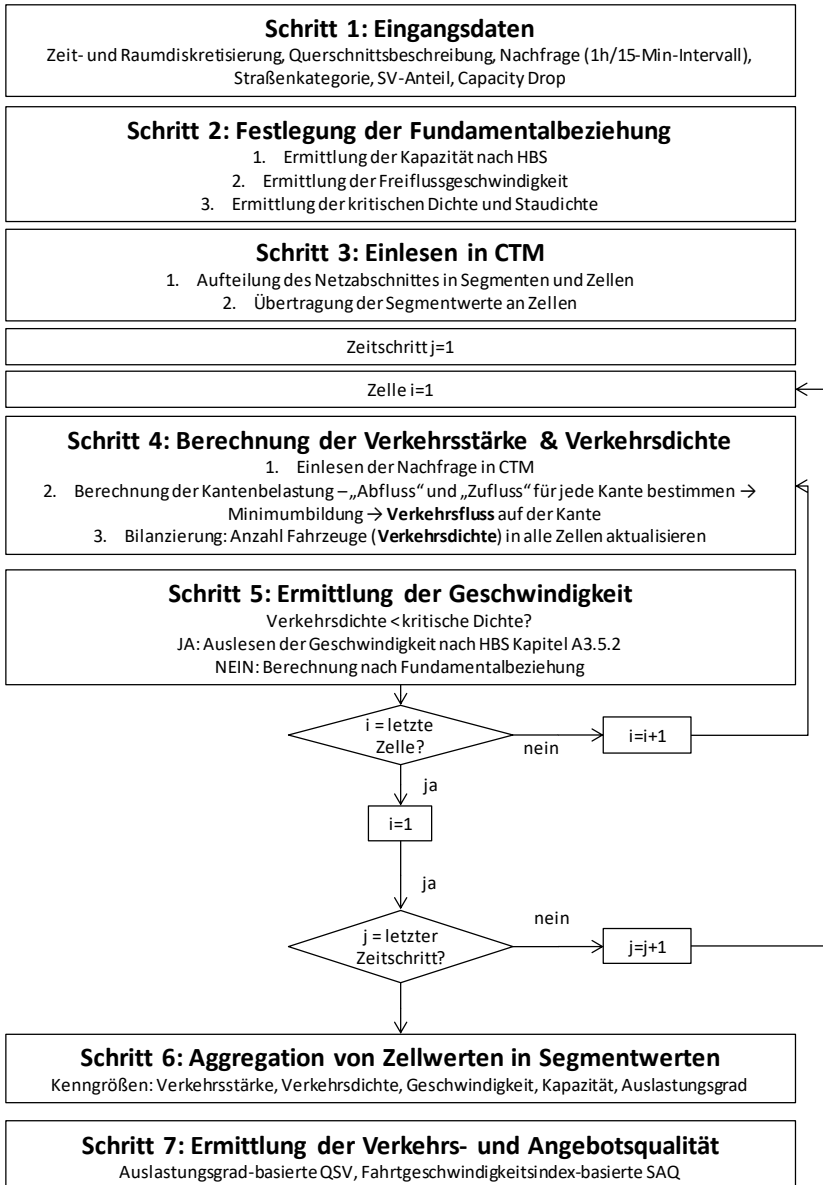 Schritt 1: Eingangsdaten
Zeit- und Raumdiskretisierung, Querschnittsbeschreibung, Nachfrage (1h/15-Min-Intervall),
Straßenkategorie, SV-Anteil, Capacity Drop
Schritt 2: Festlegung der Fundamentalbeziehung
1. Ermittlung der Kapazität nach HBS
2. Ermittlung der Freiflussgeschwindigkeit
3. Ermittlung der kritischen Dichte und Staudichte
Schritt 3: Einlesen in CTM
1. Aufteilung des Netzabschnittes in Segmenten und Zellen
2. Übertragung der Segmentwerte an Zellen
Zeitschritt j=1
Zelle i=1
Schritt 4: Berechnung der Verkehrsstärke & Verkehrsdichte
1. Einlesen der Nachfrage in CTM
2. Berechnung der Kantenbelastung – „Abfluss“ und „Zufluss“ für jede Kante bestimmen →
Minimumbildung → Verkehrsfluss auf der Kante
3. Bilanzierung: Anzahl Fahrzeuge (Verkehrsdichte) in alle Zellen aktualisieren
Schritt 5: Ermittlung der Geschwindigkeit
Verkehrsdichte < kritische Dichte?
JA: Auslesen der Geschwindigkeit nach HBS Kapitel A3.5.2
NEIN: Berechnung nach Fundamentalbeziehung
i = letzte
Zelle?
nein
i=i+1
ja
i=1
ja
j = letzter
Zeitschritt?
nein
j=j+1
Schritt 6: Aggregation von Zellwerten in Segmentwerten
Kenngrößen: Verkehrsstärke, Verkehrsdichte, Geschwindigkeit, Kapazität, Auslastungsgrad
Schritt 7: Ermittlung der Verkehrs- und Angebotsqualität
Auslastungsgrad-basierte QSV, Fahrtgeschwindigkeitsindex-basierte SAQ